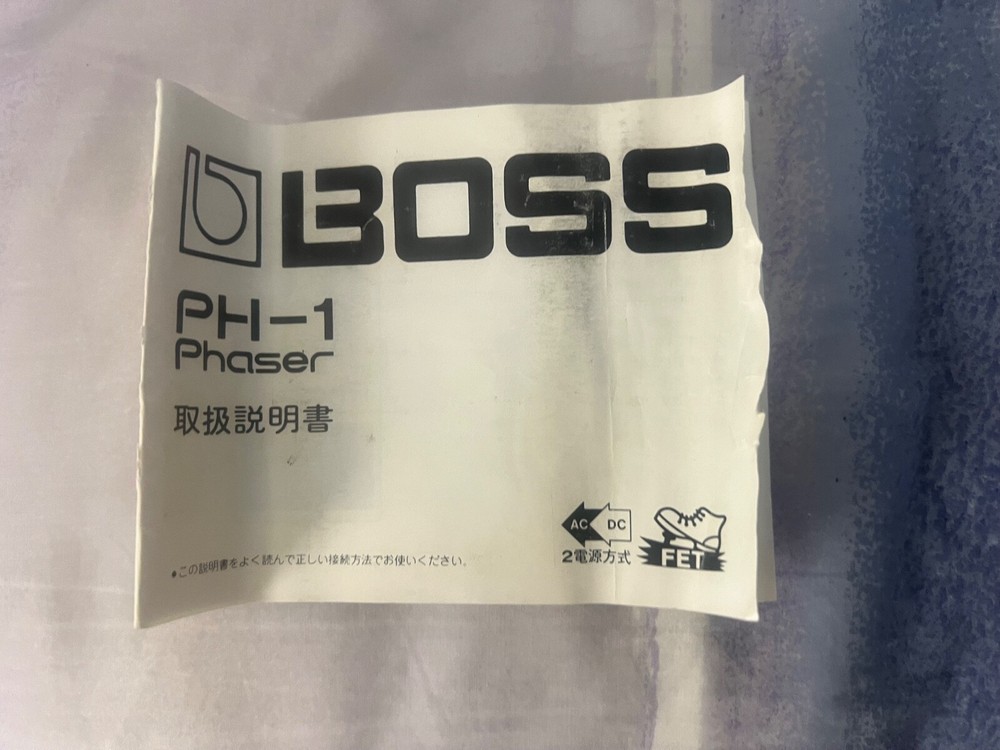 BOSS
PH-1
Phaser
取扱説明書
AC DC
2電源方式
FET
●この説明書をよく読んで正しい接続方法でお使いください。